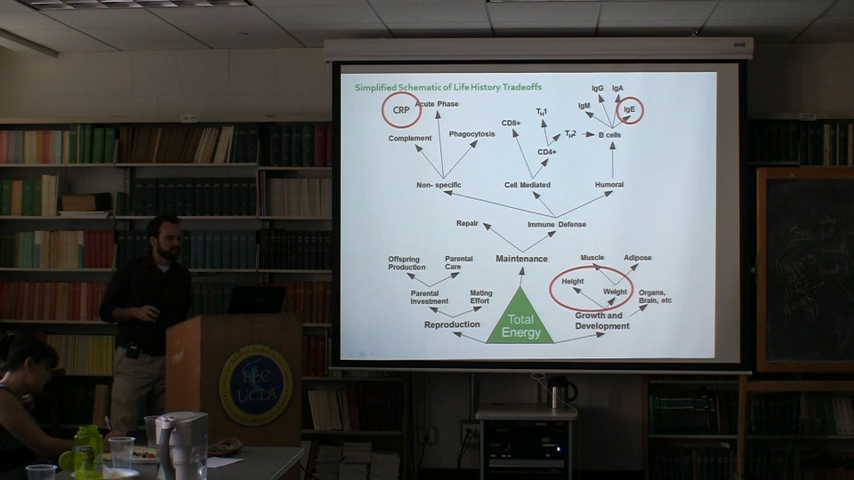 Simplified Schematic of Life History Tradeoffs
CRP
Acute Phase
Complement
Phagocytosis
Non- specific
CD8+
TH1
TH2
CD4+
Cell Mediated
IgG
IgA
IgM
IgE
B cells
Humoral
Repair
Immune Defense
Maintenance
Offspring
Production
Parental
Care
Parental
Investment
Mating
Effort
Reproduction
Total
Energy
Muscle
Adipose
Height
Weight
Organs,
Brain, etc
Growth and
Development
BEC
UCLA